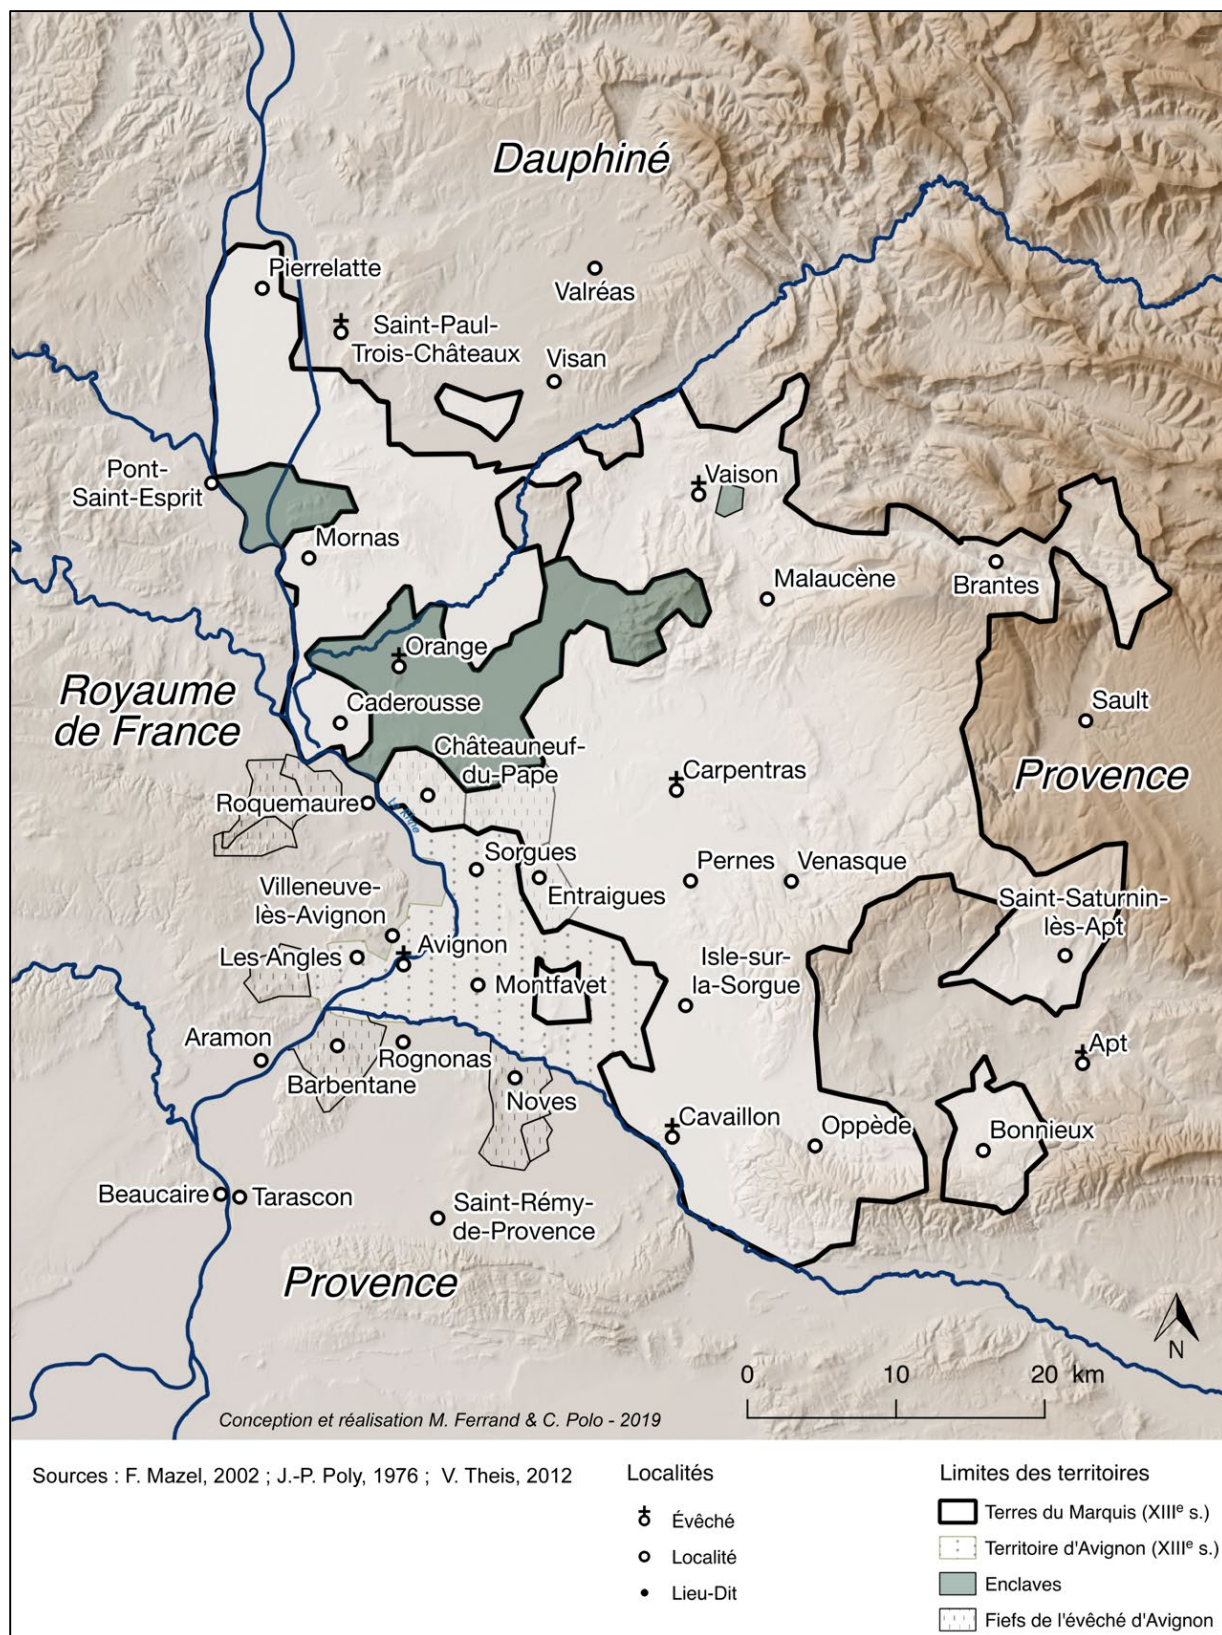 Dauphiné
Pierrelatte
Valréas
Saint-Paul-
Trois-Châteaux
Visan
Pont-
Saint-Esprit
Vaison
Mornas
Malaucène
Brantes
Orange
Royaume
de France
Caderousse
Sault
Châteauneuf-
du-Pape
Carpentras
Provence
Roquemaure
Sorgues
Pernes
Venasque
Entraigues
Villeneuve-
lès-Avignon
Saint-Saturnin-
lès-Apt
Avignon
Les Angles
Isle-sur-
la-Sorgue
Montfavet
Aramon
Rognonas
Apt
Barbentane
Noves
Cavaillon
Oppède
Bonnieux
Beaucaire
Tarascon
Saint-Rémy-
de-Provence
Provence
N
0 10 20 km
Conception et réalisation M. Ferrand & C. Polo - 2019
Sources : F. Mazel, 2002 ; J.-P. Poly, 1976 ; V. Theis, 2012
Localités
Évêché
Localité
Lieu-Dit
Limites des territoires
Terres du Marquis (XIIIᵉ s.)
Territoire d'Avignon (XIIIᵉ s.)
Enclaves
Fiefs de l'évêché d'Avignon